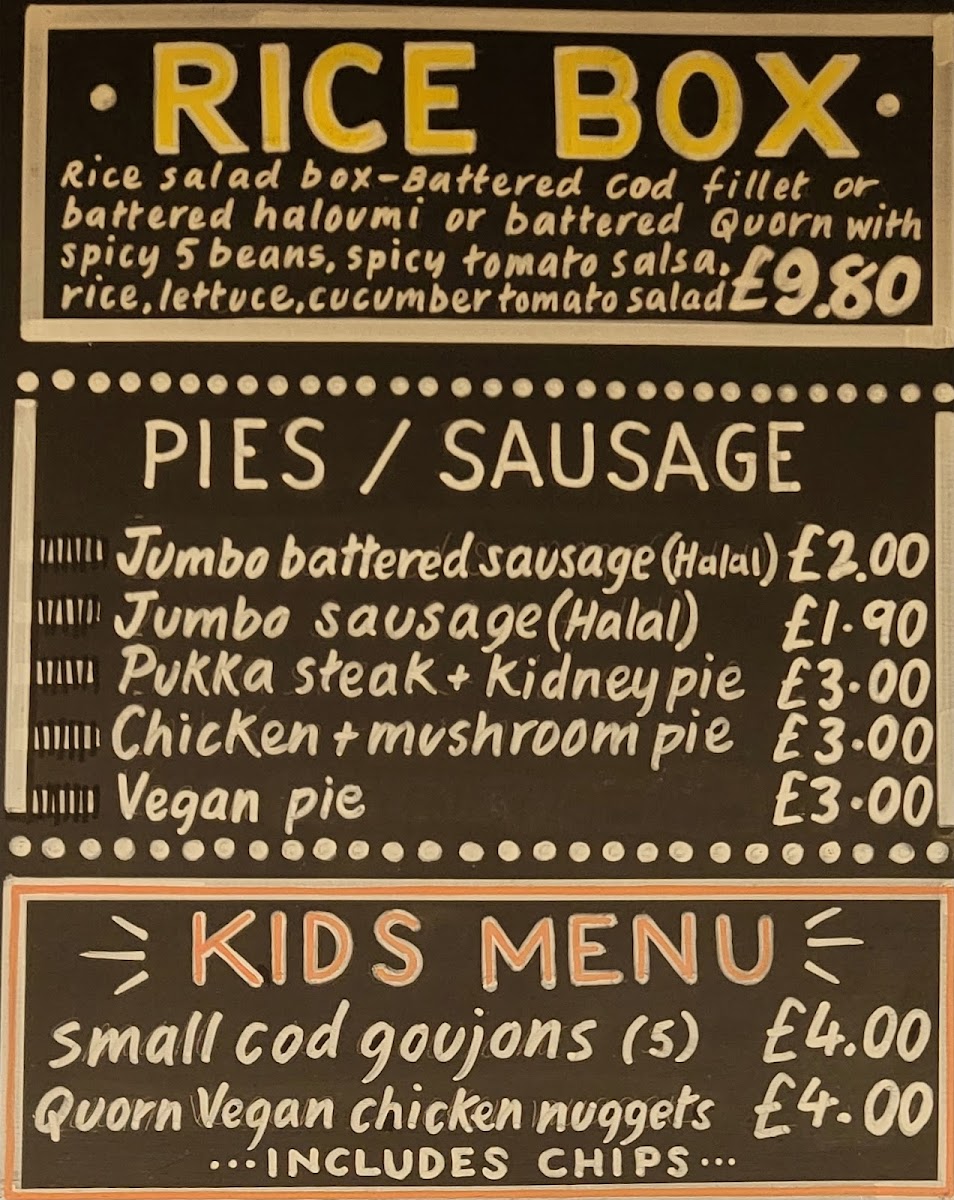 · RICE BOX ·
Rice salad box-Battered cod fillet or
battered haloumi or battered Quorn with
spicy 5 beans, spicy tomato salsa,
rice, lettuce, cucumber tomato salad £9.80
PIES / SAUSAGE
Jumbo battered sausage (Halal) £2.00
Jumbo sausage (Halal) £1.90
Pukka steak + kidney pie £3.00
Chicken + mushroom pie £3.00
Vegan pie £3.00
KIDS MENU
small cod goujons (5) £4.00
Quorn Vegan chicken nuggets £4.00
...INCLUDES CHIPS...